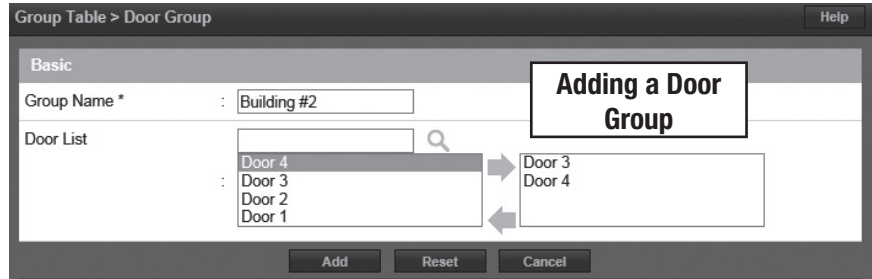 Group Table > Door Group
Help
Basic
Adding a Door
Group
Group Name * : Building #2
Door List
:
Door 4
Door 3
Door 2
Door 1
Door 3
Door 4
Add Reset Cancel